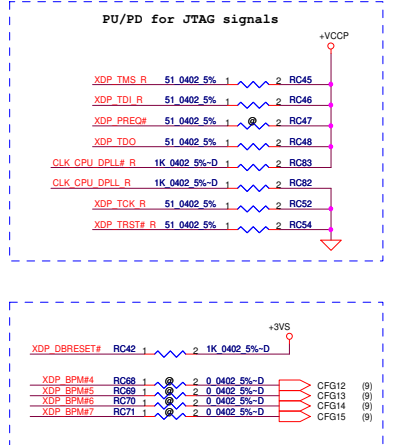 PU/PD for JTAG signals
+VCCP
XDP_TMS_R 51_0402_5% 1 2 RC45
XDP_TDI_R 51_0402_5% 1 2 RC46
XDP_PREQ# 51_0402_5% 1 @ 2 RC47
XDP_TDO 51_0402_5% 1 2 RC48
CLK_CPU_DPLL#_R 1K_0402_5%~D 1 2 RC83
CLK_CPU_DPLL_R 1K_0402_5%~D 1 2 RC82
XDP_TCK_R 51_0402_5% 1 2 RC52
XDP_TRST#_R 51_0402_5% 1 2 RC54
+3VS
XDP_DBRESET# RC42 1 2 1K_0402_5%~D
XDP_BPM#4 RC68 1 @ 2 0_0402_5%~D CFG12 (9)
XDP_BPM#5 RC69 1 @ 2 0_0402_5%~D CFG13 (9)
XDP_BPM#6 RC70 1 @ 2 0_0402_5%~D CFG14 (9)
XDP_BPM#7 RC71 1 @ 2 0_0402_5%~D CFG15 (9)